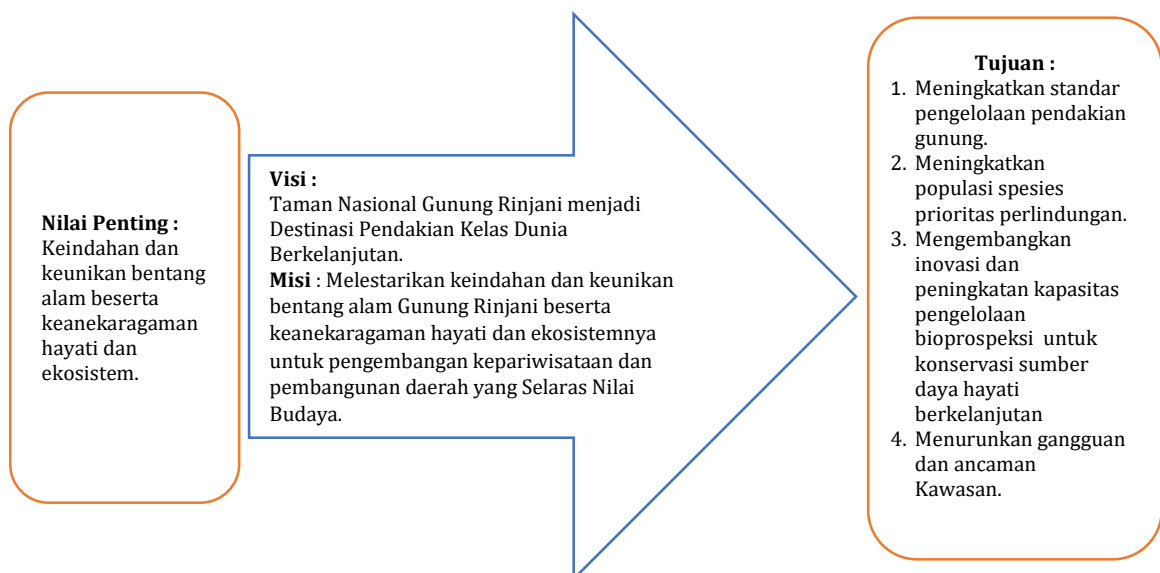 Nilai Penting :
Keindahan dan
keunikan bentang
alam beserta
keanekaragaman
hayati dan
ekosistem.
Visi :
Taman Nasional Gunung Rinjani menjadi
Destinasi Pendakian Kelas Dunia
Berkelanjutan.
Misi : Melestarikan keindahan dan keunikan
bentang alam Gunung Rinjani beserta
keanekaragaman hayati dan ekosistemnya
untuk pengembangan kepariwisataan dan
pembangunan daerah yang Selaras Nilai
Budaya.
Tujuan :
1. Meningkatkan standar
pengelolaan pendakian
gunung.
2. Meningkatkan
populasi spesies
prioritas perlindungan.
3. Mengembangkan
inovasi dan
peningkatan kapasitas
pengelolaan
bioprospeksi untuk
konservasi sumber
daya hayati
berkelanjutan
4. Menurunkan gangguan
dan ancaman
Kawasan.